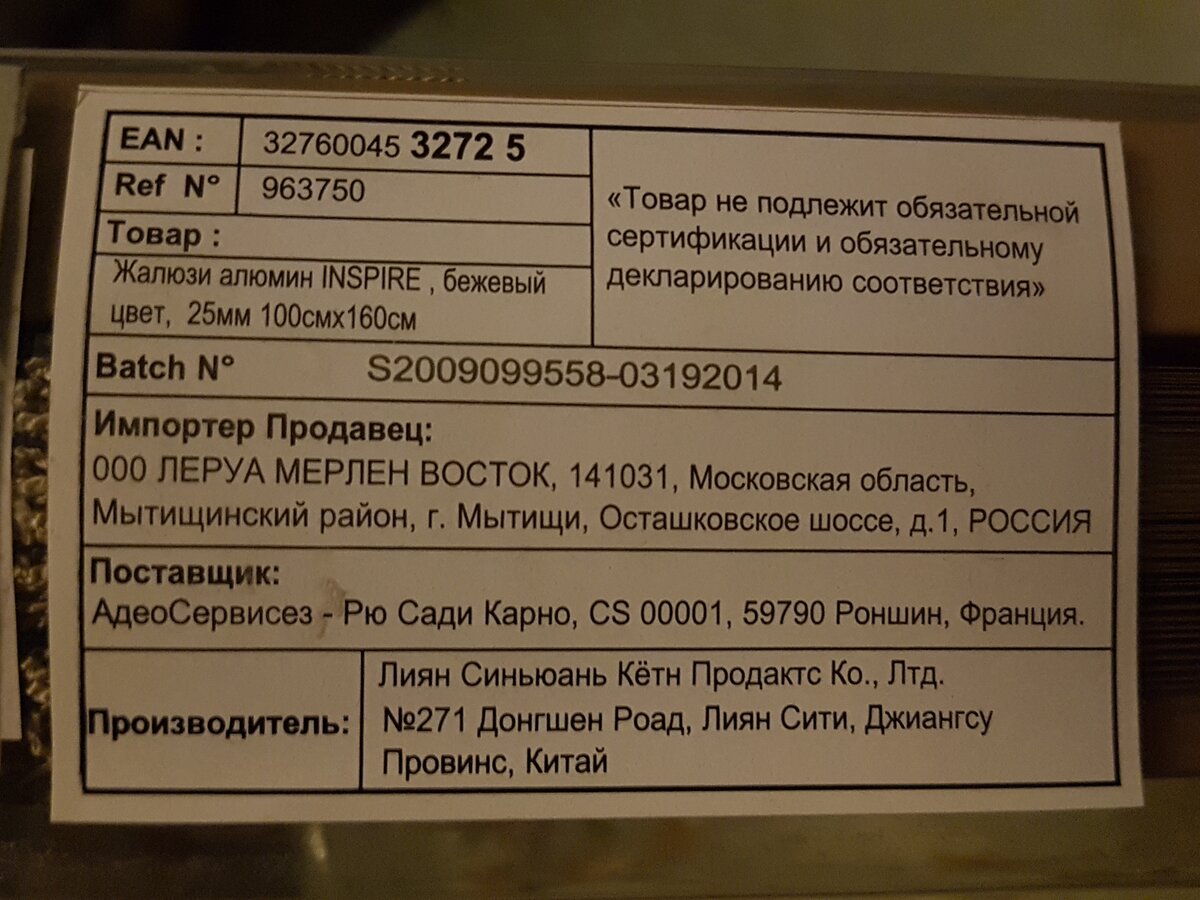 EAN : 32760045 3272 5
Ref N° 963750
Товар :
Жалюзи алюмин INSPIRE , бежевый
цвет, 25мм 100смх160см
«Товар не подлежит обязательной
сертификации и обязательному
декларированию соответствия»
Batch N° S2009099558-03192014
Импортер Продавец:
ООО ЛЕРУА МЕРЛЕН ВОСТОК, 141031, Московская область,
Мытищинский район, г. Мытищи, Осташковское шоссе, д.1, РОССИЯ
Поставщик:
АдеоСервисез - Рю Сади Карно, CS 00001, 59790 Роншин, Франция.
Производитель:
Лиян Синьюань Кётн Продактс Ко., Лтд.
№271 Донгшен Роад, Лиян Сити, Джиангсу
Провинс, Китай